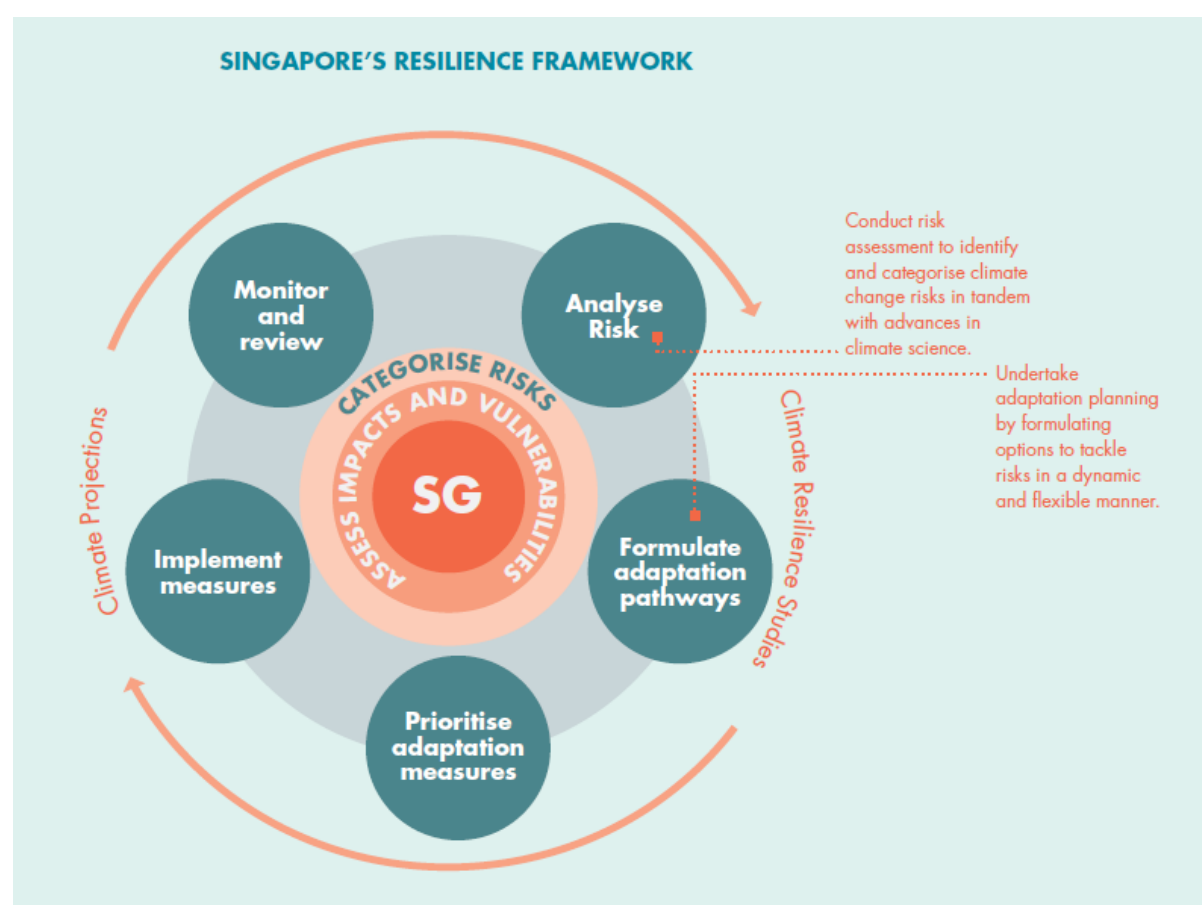 SINGAPORE'S RESILIENCE FRAMEWORK
Monitor
and
review
Analyse
Risk
Conduct risk
assessment to identify
and categorise climate
change risks in tandem
with advances in
climate science.
Undertake
adaptation planning
by formulating
options to tackle
risks in a dynamic
and flexible manner.
CATEGORISE RISKS
ASSESS IMPACTS AND VULNERABILITIES
SG
Climate Projections
Climate Resilience Studies
Implement
measures
Formulate
adaptation
pathways
Prioritise
adaptation
measures